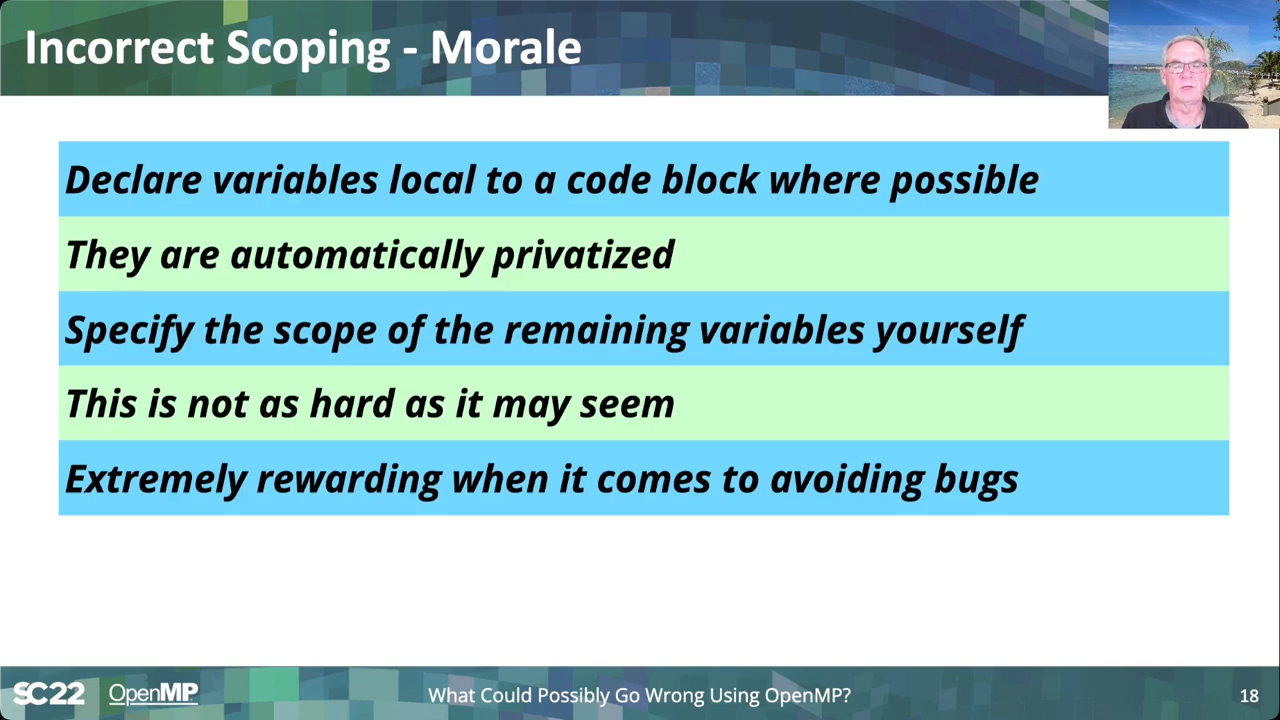 Incorrect Scoping - Morale
Declare variables local to a code block where possible
They are automatically privatized
Specify the scope of the remaining variables yourself
This is not as hard as it may seem
Extremely rewarding when it comes to avoiding bugs
SC22 OpenMP What Could Possibly Go Wrong Using OpenMP? 18